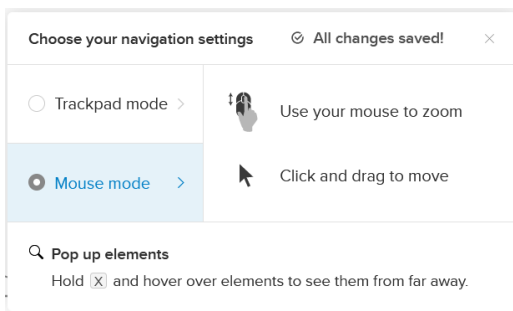 Choose your navigation settings All changes saved!
Trackpad mode
Use your mouse to zoom
Mouse mode
Click and drag to move
Pop up elements
Hold X and hover over elements to see them from far away.